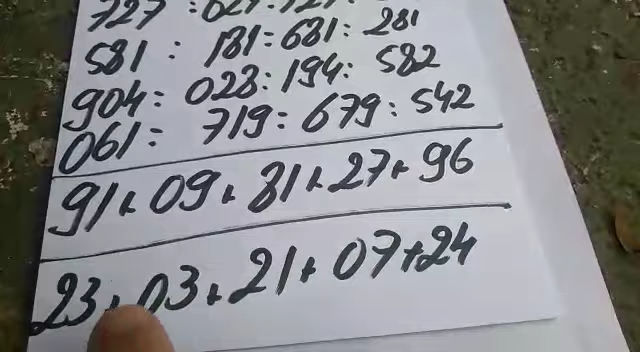 727
581 : 181 : 681 : 281
904 : 028 : 194 : 582
061 : 719 : 679 : 542
91 + 09 + 81 + 27 + 96
23 + 03 + 21 + 07 + 24